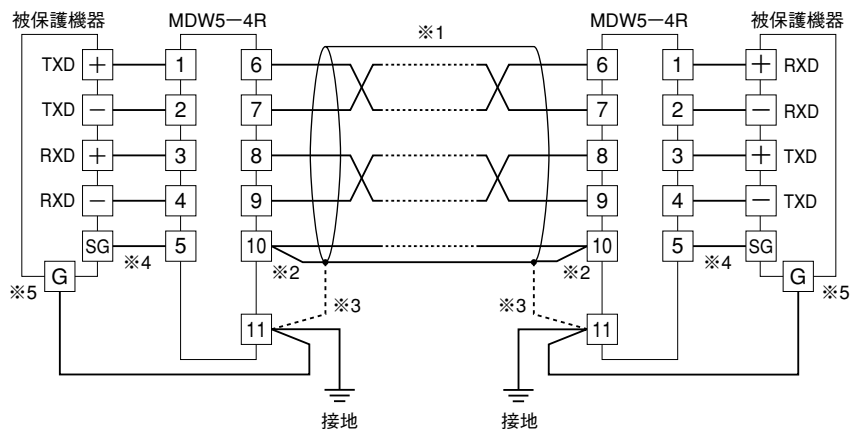 被保護機器 MDW5－4R ※1 MDW5－4R 被保護機器
TXD + 1 6 6 1 + RXD
TXD − 2 7 7 2 − RXD
RXD + 3 8 8 3 + TXD
RXD − 4 9 9 4 − TXD
SG ※4 5 10 ※2 ※2 10 5 ※4 SG
※5 G G ※5
11 ※3 ※3 11
接地 接地